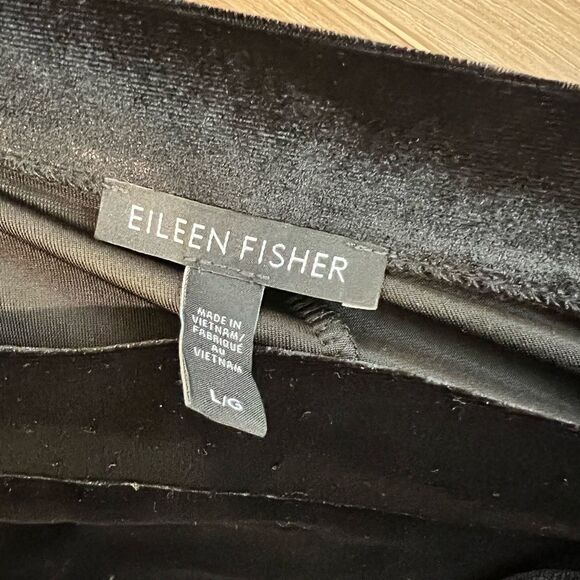 EILEEN FISHER
MADE IN
VIETNAM/
FABRIQUÉ
AU
VIETNAM
L/G